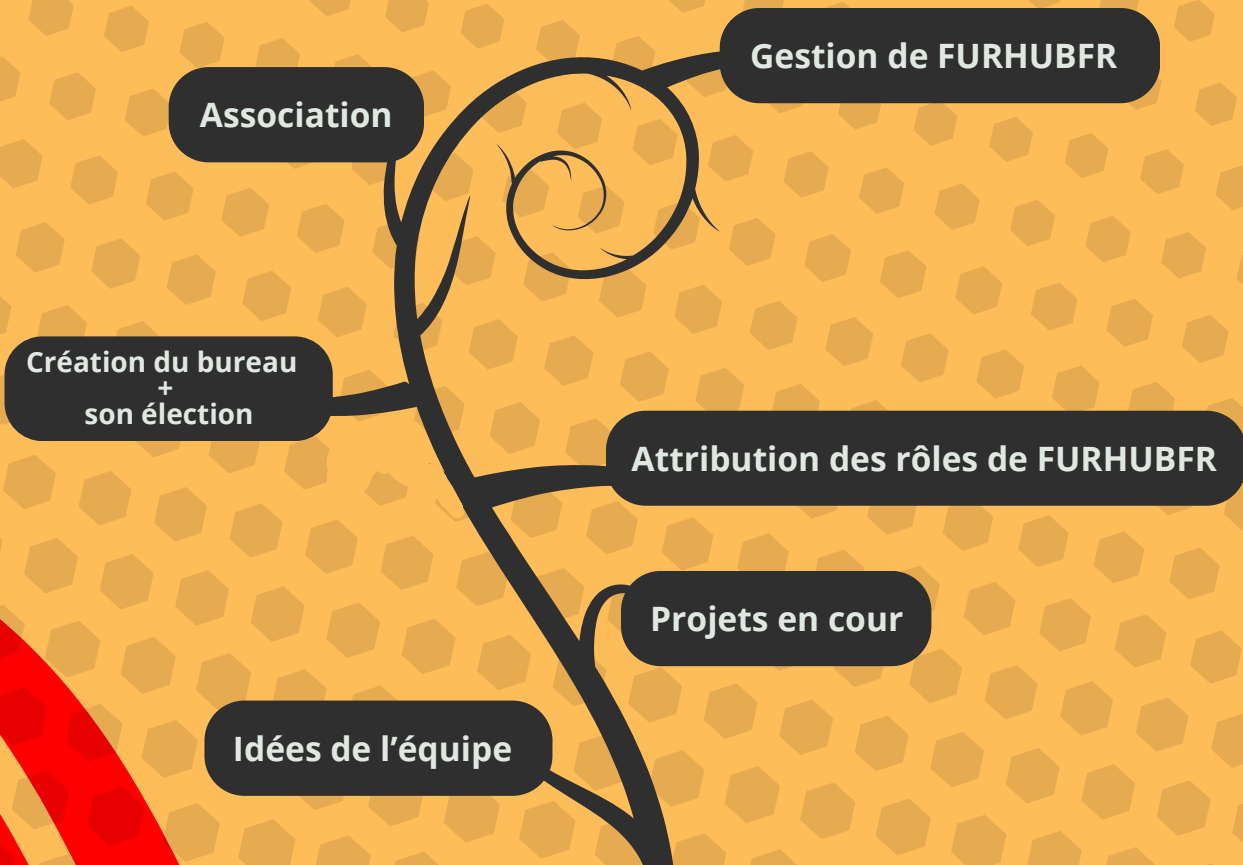 Gestion de FURHUBFR
Association
Création du bureau
+
son élection
Attribution des rôles de FURHUBFR
Projets en cour
Idées de l’équipe